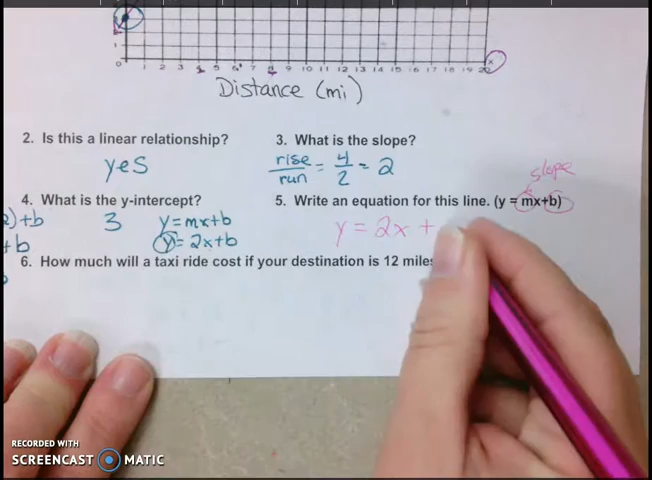 0 1 2 3 4 5 6 7 8 9 10 11 12 13 14 15 16 17 18 19 20 x
Distance (mi)
2. Is this a linear relationship?
yes
3. What is the slope?
rise/run = 4/2 = 2
slope
4. What is the y-intercept?
3
y=mx+b
y=2x+b
)+b
+b
5. Write an equation for this line. (y = mx+b)
y = 2x +
6. How much will a taxi ride cost if your destination is 12 miles
RECORDED WITH
SCREENCAST MATIC